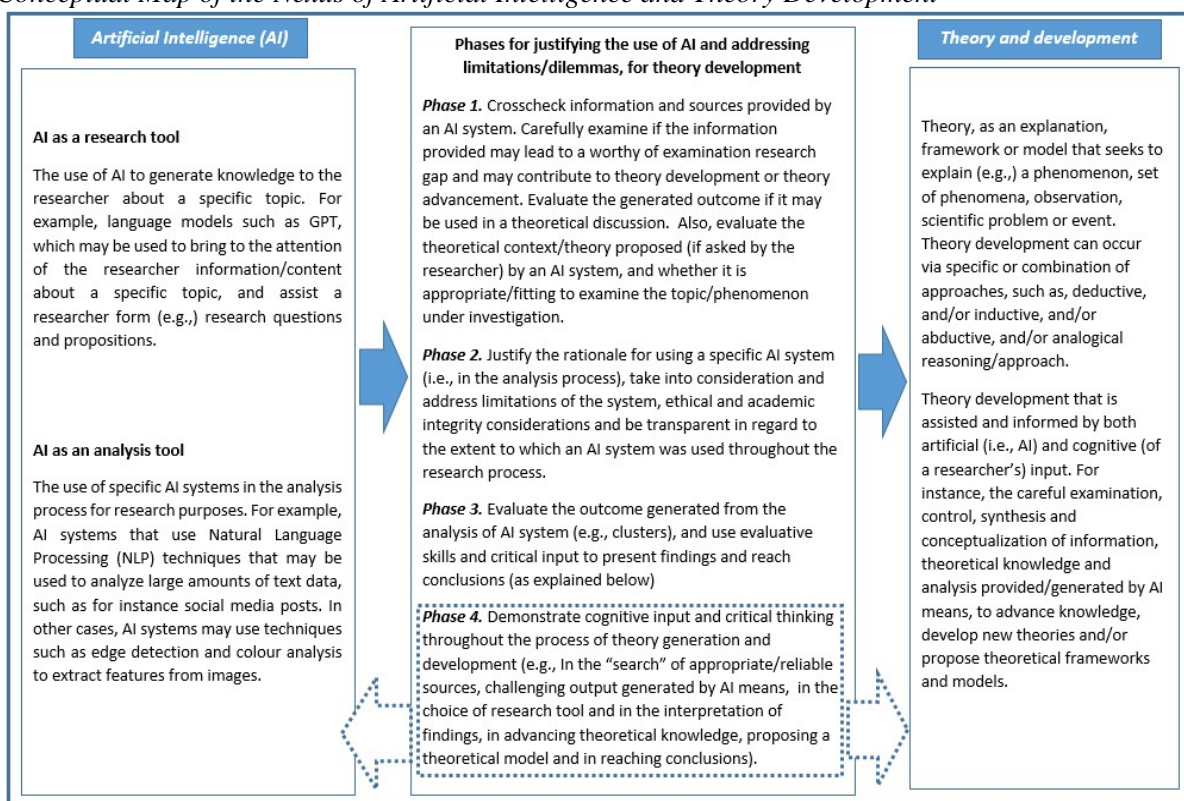 Conceptual Map of the Nexus of Artificial Intelligence and Theory Development
Artificial Intelligence (AI)
AI as a research tool
The use of AI to generate knowledge to the
researcher about a specific topic. For
example, language models such as GPT,
which may be used to bring to the attention
of the researcher information/content
about a specific topic, and assist a
researcher form (e.g.,) research questions
and propositions.
AI as an analysis tool
The use of specific AI systems in the analysis
process for research purposes. For example,
AI systems that use Natural Language
Processing (NLP) techniques that may be
used to analyze large amounts of text data,
such as for instance social media posts. In
other cases, AI systems may use techniques
such as edge detection and colour analysis
to extract features from images.
Phases for justifying the use of AI and addressing
limitations/dilemmas, for theory development
Phase 1. Crosscheck information and sources provided by
an AI system. Carefully examine if the information
provided may lead to a worthy of examination research
gap and may contribute to theory development or theory
advancement. Evaluate the generated outcome if it may
be used in a theoretical discussion. Also, evaluate the
theoretical context/theory proposed (if asked by the
researcher) by an AI system, and whether it is
appropriate/fitting to examine the topic/phenomenon
under investigation.
Phase 2. Justify the rationale for using a specific AI system
(i.e., in the analysis process), take into consideration and
address limitations of the system, ethical and academic
integrity considerations and be transparent in regard to
the extent to which an AI system was used throughout the
research process.
Phase 3. Evaluate the outcome generated from the
analysis of AI system (e.g., clusters), and use evaluative
skills and critical input to present findings and reach
conclusions (as explained below)
Phase 4. Demonstrate cognitive input and critical thinking
throughout the process of theory generation and
development (e.g., In the “search” of appropriate/reliable
sources, challenging output generated by AI means, in the
choice of research tool and in the interpretation of
findings, in advancing theoretical knowledge, proposing a
theoretical model and in reaching conclusions).
Theory and development
Theory, as an explanation,
framework or model that seeks to
explain (e.g.,) a phenomenon, set
of phenomena, observation,
scientific problem or event.
Theory development can occur
via specific or combination of
approaches, such as, deductive,
and/or inductive, and/or
abductive, and/or analogical
reasoning/approach.
Theory development that is
assisted and informed by both
artificial (i.e., AI) and cognitive (of
a researcher’s) input. For
instance, the careful examination,
control, synthesis and
conceptualization of information,
theoretical knowledge and
analysis provided/generated by AI
means, to advance knowledge,
develop new theories and/or
propose theoretical frameworks
and models.